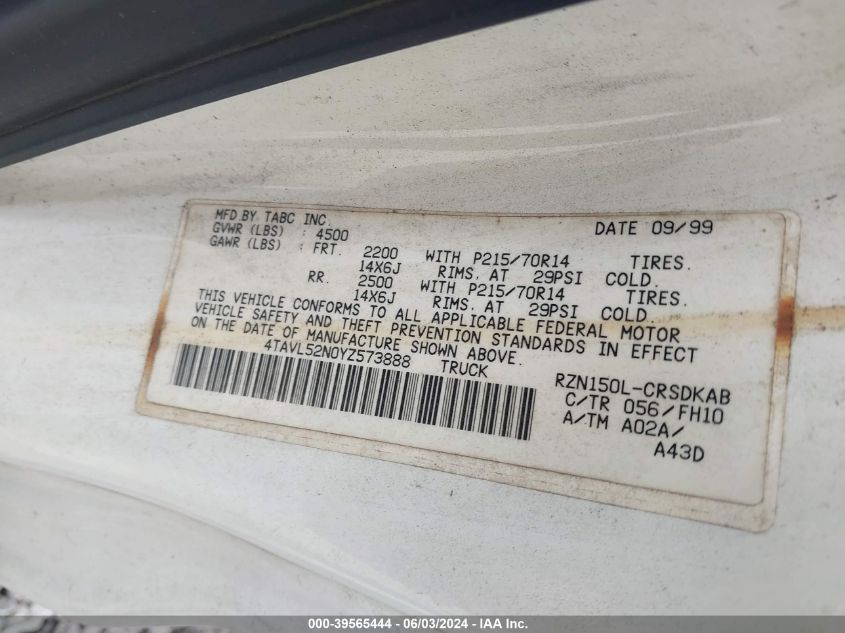 MFD BY TABC INC. DATE 09/99
GVWR (LBS) : 4500
GAWR (LBS) : FRT. 2200 WITH P215/70R14 TIRES.
14X6J RIMS. AT 29PSI COLD.
RR. 2500 WITH P215/70R14 TIRES.
14X6J RIMS. AT 29PSI COLD.
THIS VEHICLE CONFORMS TO ALL APPLICABLE FEDERAL MOTOR
VEHICLE SAFETY AND THEFT PREVENTION STANDARDS IN EFFECT
ON THE DATE OF MANUFACTURE SHOWN ABOVE.
4TAVL52N0YZ573888 TRUCK
RZN150L-CRSDKAB
C/TR 056/FH10
A/TM A02A/
A43D
000-39565444 - 06/03/2024 - IAA Inc.